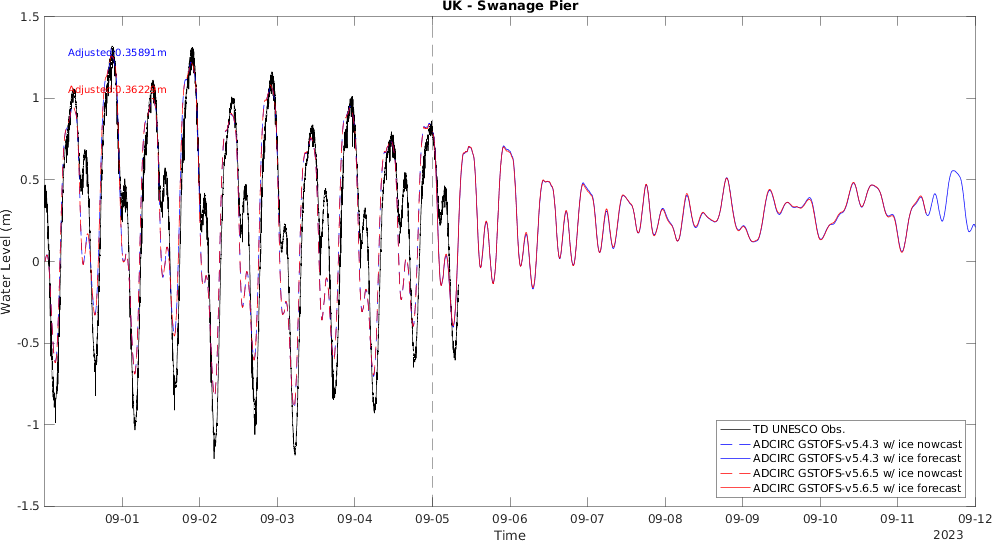 UK - Swanage Pier
1.5
1
0.5
0
-0.5
-1
-1.5
Water Level (m)
Adjusted:0.35891m
Adjusted:0.3622
TD UNESCO Obs.
ADCIRC GSTOFS-v5.4.3 w/ ice nowcast
ADCIRC GSTOFS-v5.4.3 w/ ice forecast
ADCIRC GSTOFS-v5.6.5 w/ ice nowcast
ADCIRC GSTOFS-v5.6.5 w/ ice forecast
09-01 09-02 09-03 09-04 09-05 09-06 09-07 09-08 09-09 09-10 09-11 09-12
Time
2023